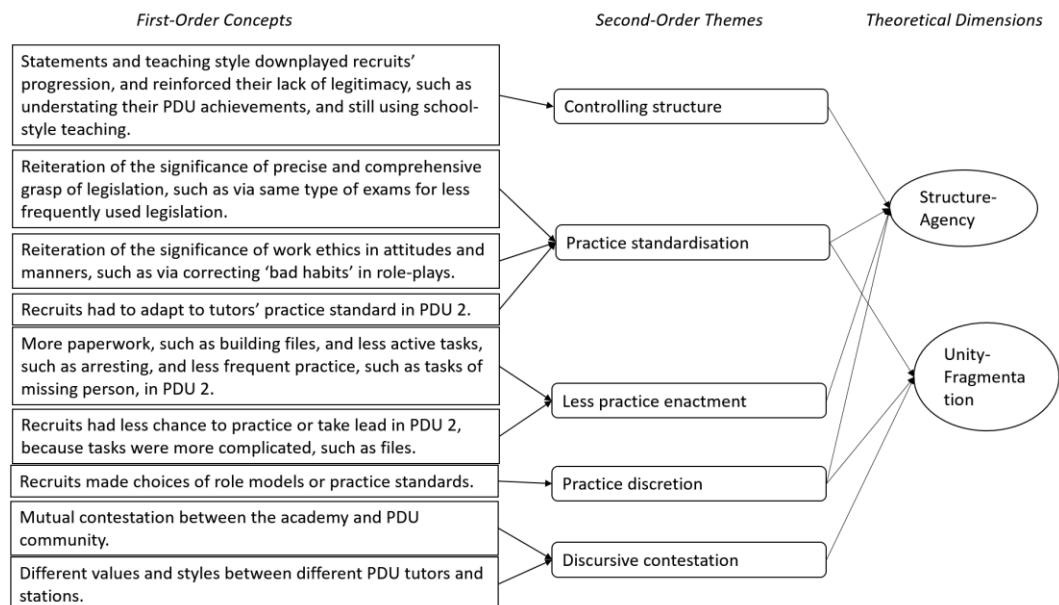 First-Order Concepts
Second-Order Themes
Theoretical Dimensions
Statements and teaching style downplayed recruits'
progression, and reinforced their lack of legitimacy, such as
understating their PDU achievements, and still using school-
style teaching.
Controlling structure
Reiteration of the significance of precise and comprehensive
grasp of legislation, such as via same type of exams for less
frequently used legislation.
Reiteration of the significance of work ethics in attitudes and
manners, such as via correcting ‘bad habits’ in role-plays.
Recruits had to adapt to tutors’ practice standard in PDU 2.
Practice standardisation
More paperwork, such as building files, and less active tasks,
such as arresting, and less frequent practice, such as tasks of
missing person, in PDU 2.
Recruits had less chance to practice or take lead in PDU 2,
because tasks were more complicated, such as files.
Less practice enactment
Recruits made choices of role models or practice standards.
Practice discretion
Mutual contestation between the academy and PDU
community.
Different values and styles between different PDU tutors and
stations.
Discursive contestation
Structure-
Agency
Unity-
Fragmenta
tion